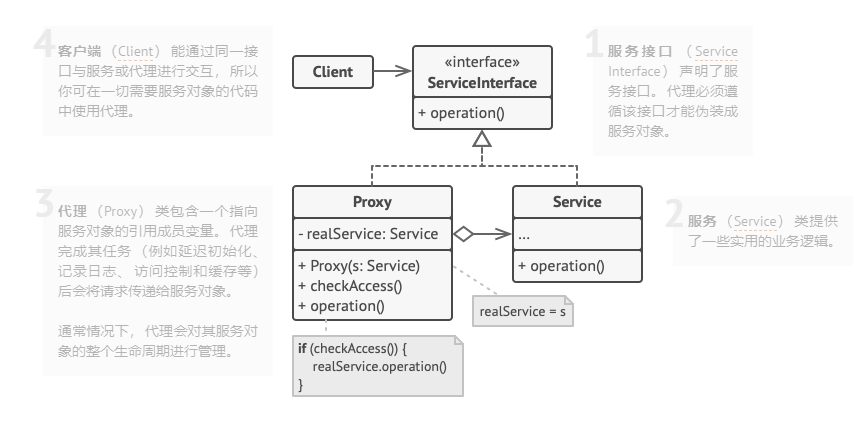 4
客户端 （Client） 能通过同一接
口与服务或代理进行交互， 所以
你可在一切需要服务对象的代码
中使用代理。
Client
«interface»
ServiceInterface
+ operation()
1
服务接口 （Service
Interface） 声明了服
务接口。 代理必须遵
循该接口才能伪装成
服务对象。
3
代理 （Proxy） 类包含一个指向
服务对象的引用成员变量。 代理
完成其任务 （例如延迟初始化、
记录日志、 访问控制和缓存等）
后会将请求传递给服务对象。
通常情况下， 代理会对其服务对
象的整个生命周期进行管理。
Proxy
- realService: Service
+ Proxy(s: Service)
+ checkAccess()
+ operation()
Service
...
+ operation()
2
服务 （Service） 类提供
了一些实用的业务逻辑。
realService = s
if (checkAccess()) {
realService.operation()
}